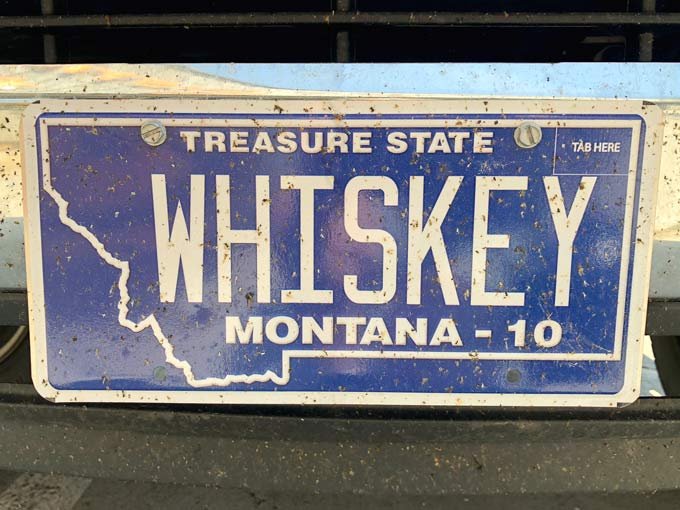 TREASURE STATE
TAB HERE
WHISKEY
MONTANA - 10